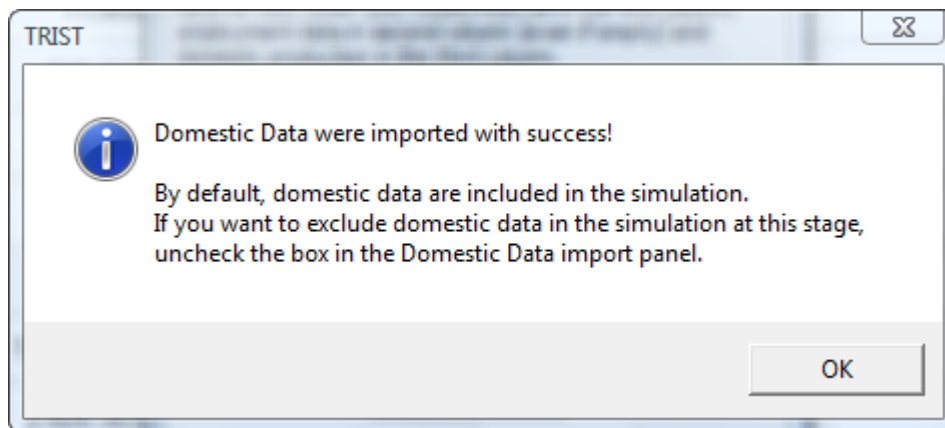 TRIST
Domestic Data were imported with success!
By default, domestic data are included in the simulation.
If you want to exclude domestic data in the simulation at this stage,
uncheck the box in the Domestic Data import panel.
OK